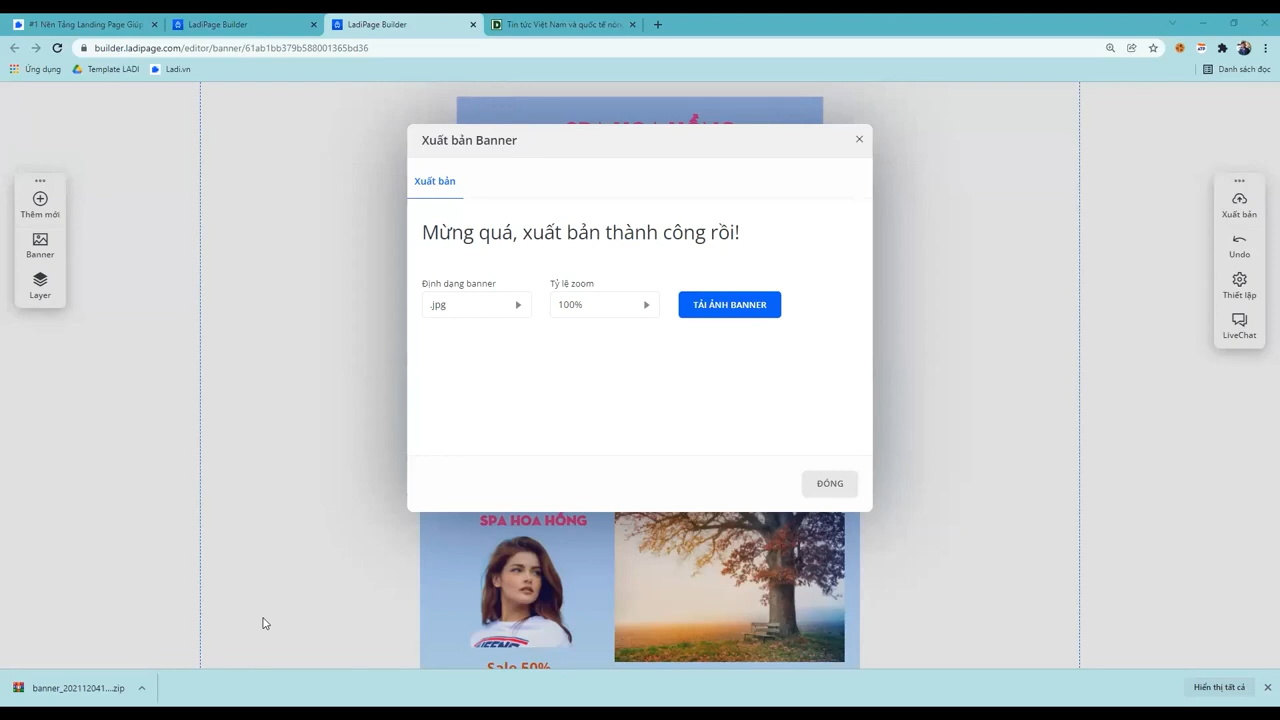 #1 Nền Tảng Landing Page Giúp
LadiPage Builder
LadiPage Builder
Tin tức Việt Nam và quốc tế nón
builder.ladipage.com/editor/banner/61ab1bb379b588001365bd36
Ứng dụng
Template LADI
Ladi.vn
Danh sách đọc
SPA HOA HỒNG
Xuất bản Banner
Xuất bản
Mừng quá, xuất bản thành công rồi!
Định dạng banner
Tỷ lệ zoom
.jpg
100%
TẢI ẢNH BANNER
ĐÓNG
Thêm mới
Banner
Layer
Xuất bản
Undo
Thiết lập
LiveChat
SPA HOA HỒNG
Sale 50%
banner_202112041....zip
Hiển thị tất cả